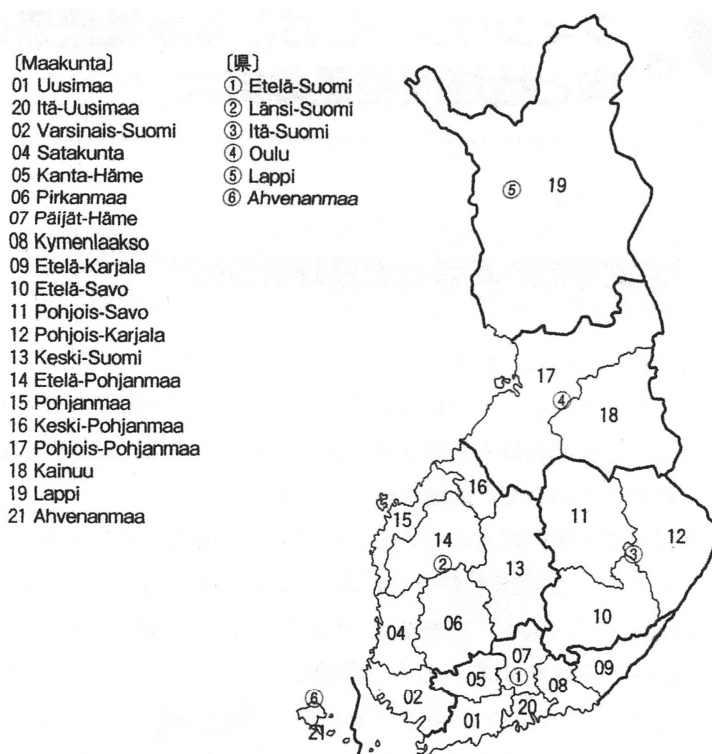 〔Maakunta〕
01 Uusimaa
20 Itä-Uusimaa
02 Varsinais-Suomi
04 Satakunta
05 Kanta-Häme
06 Pirkanmaa
07 Päijät-Häme
08 Kymenlaakso
09 Etelä-Karjala
10 Etelä-Savo
11 Pohjois-Savo
12 Pohjois-Karjala
13 Keski-Suomi
14 Etelä-Pohjanmaa
15 Pohjanmaa
16 Keski-Pohjanmaa
17 Pohjois-Pohjanmaa
18 Kainuu
19 Lappi
21 Ahvenanmaa
〔県〕
① Etelä-Suomi
② Länsi-Suomi
③ Itä-Suomi
④ Oulu
⑤ Lappi
⑥ Ahvenanmaa
⑤ 19
17
④
18
16
15
14
②
11
12
③
13
10
04
06
07
09
05
①
08
02
01
20
⑥
21